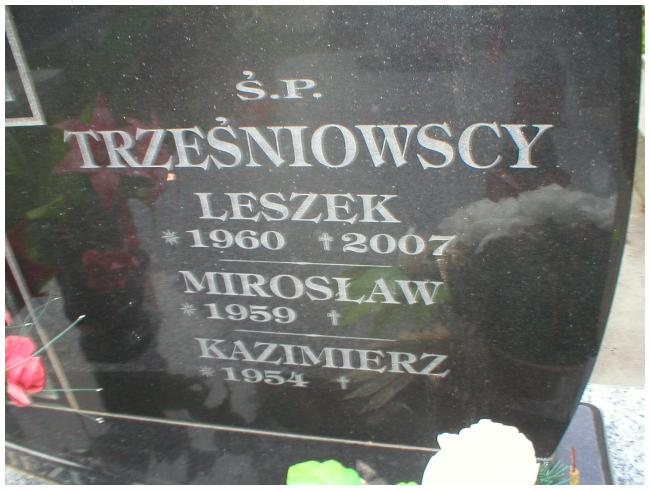 Ś.P.
TRZEŚNIOWSCY
LESZEK
*1960 †2007
MIROSŁAW
*1959 †
KAZIMIERZ
*1954 †